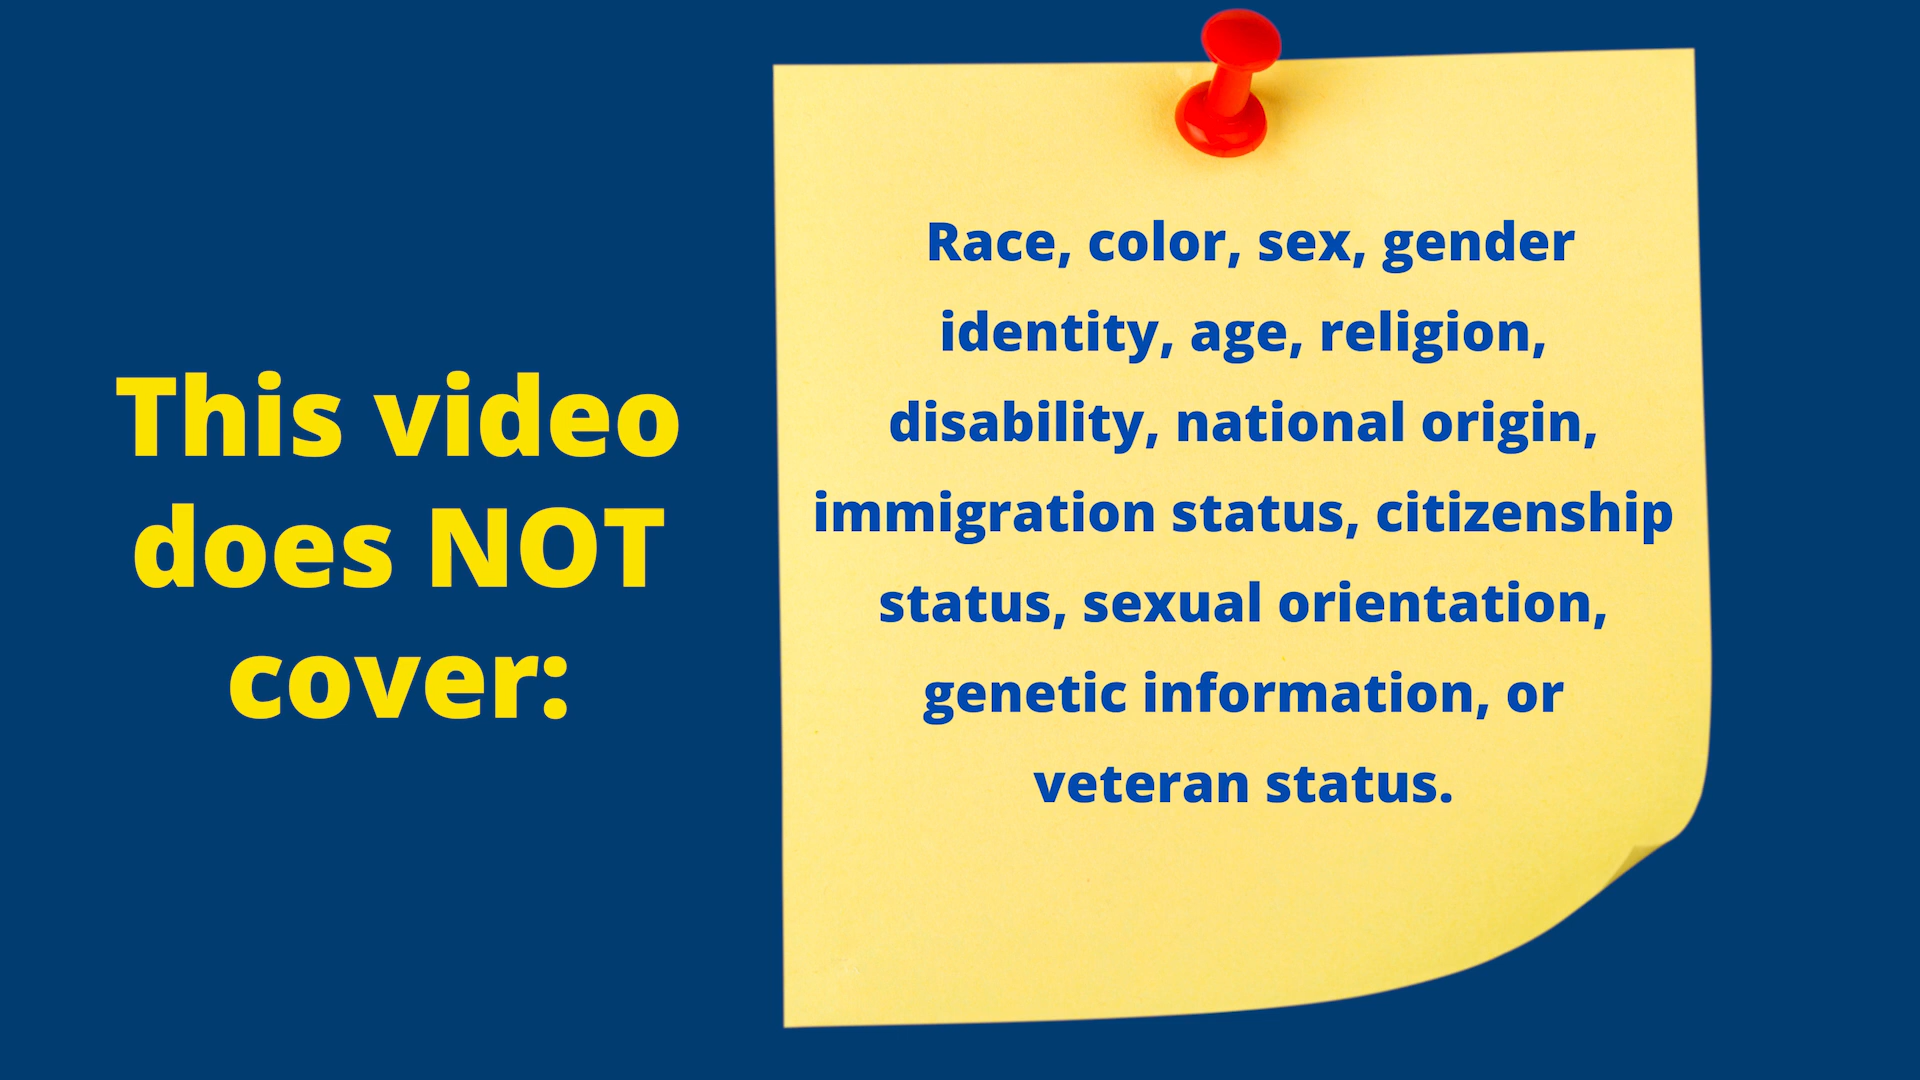 This video
does NOT
cover:
Race, color, sex, gender
identity, age, religion,
disability, national origin,
immigration status, citizenship
status, sexual orientation,
genetic information, or
veteran status.